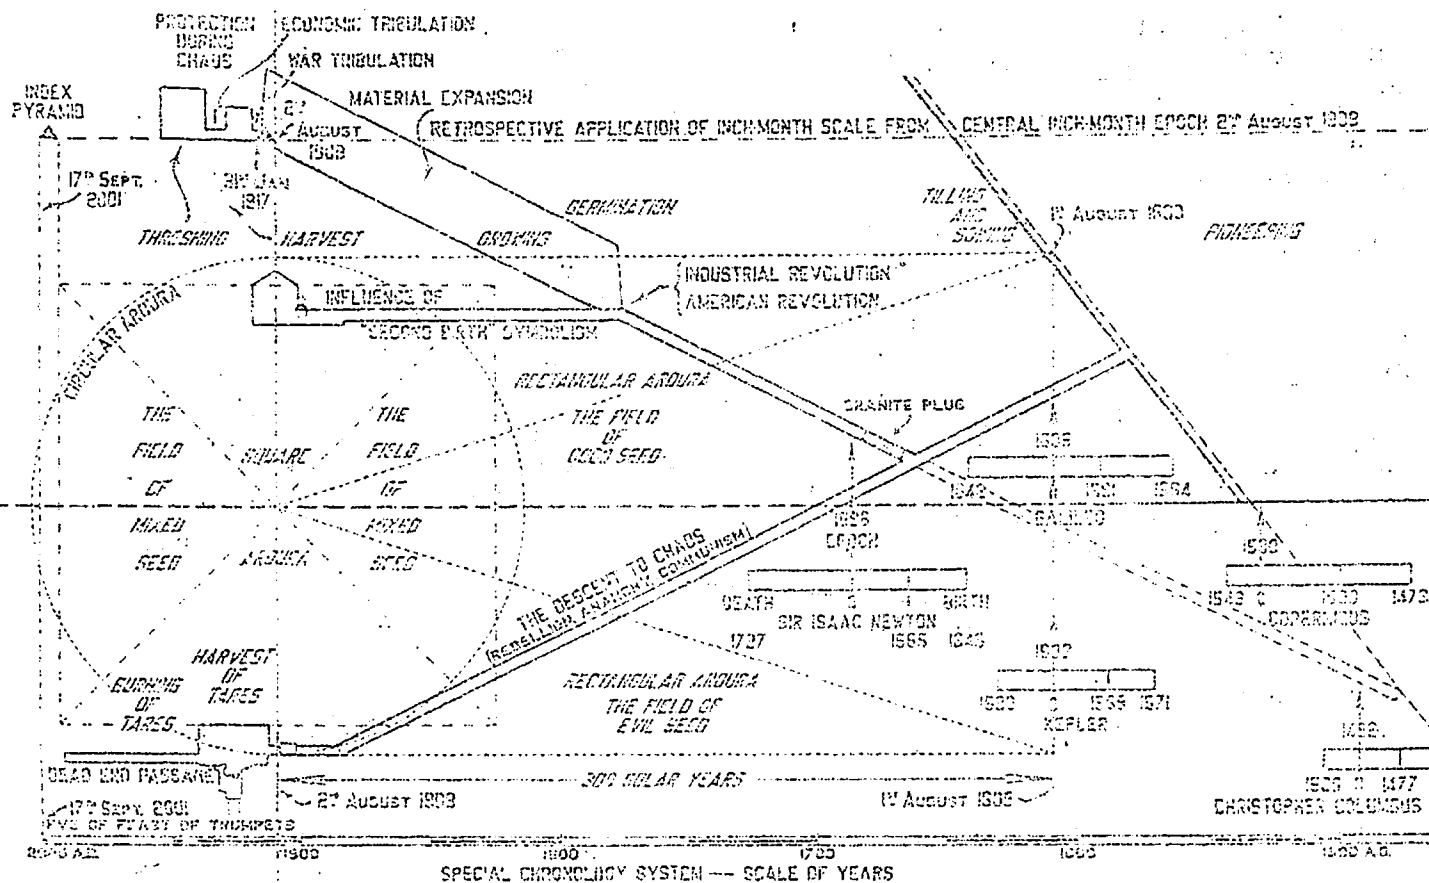 PROTECTION
DURING
CHAOS
ECONOMIC TRIBULATION
WAR TRIBULATION
INDEX
PYRAMID
MATERIAL EXPANSION
AUGUST
RETROSPECTIVE APPLICATION OF INCH-MONTH SCALE FROM CENTRAL INCH-MONTH EPOCH 2ND AUGUST 1909
17TH SEPT.
2001
31ST JAN
1917
GERMINATION
TILLING
AND
SOWING
PIONEERING
THRESHING
HARVEST
GROWING
INDUSTRIAL REVOLUTION
AMERICAN REVOLUTION
INFLUENCE OF
"SECOND BIRTH" SYMBOLISM
CIRCULAR AROURA
RECTANGULAR AROURA
THE FIELD
OF
GOOD SEED
GRANITE PLUG
THE
FIELD
OF
MIXED
SEED
SQUARE
AROURA
THE
FIELD
OF
MIXED
SEED
GALILEO
EPOCH
THE DESCENT TO CHAOS
(REBELLION, ANARCHY, COMMUNISM)
DEATH
BIRTH
SIR ISAAC NEWTON
1727
COPERNICUS
KEPLER
HARVEST
OF
TARES
BURNING
OF
TARES
RECTANGULAR AROURA
THE FIELD OF
EVIL SEED
DEAD END PASSAGE
300 SOLAR YEARS
17TH SEPT. 2001
EVE OF FEAST OF TRUMPETS
2ND AUGUST 1909
1477
CHRISTOPHER COLUMBUS
2000 A.D.
1900
1800
1700
1600
1500 A.D.
SPECIAL CHRONOLOGY SYSTEM -- SCALE OF YEARS